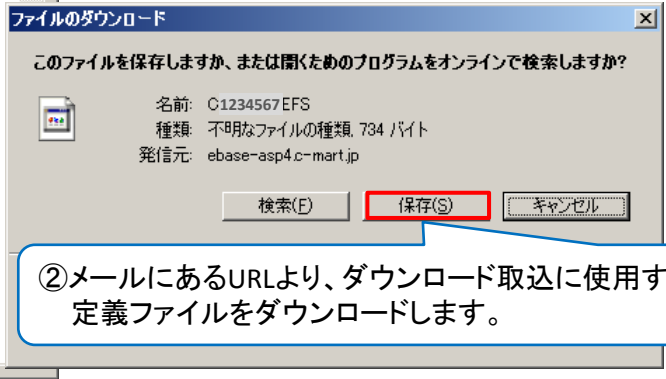 ファイルのダウンロード
このファイルを保存しますか、または開くためのプログラムをオンラインで検索しますか?
名前: C1234567EFS
種類: 不明なファイルの種類, 734 バイト
発信元: ebase-asp4.c-mart.jp
検索(F) 保存(S) キャンセル
②メールにあるURLより、ダウンロード取込に使用す
定義ファイルをダウンロードします。